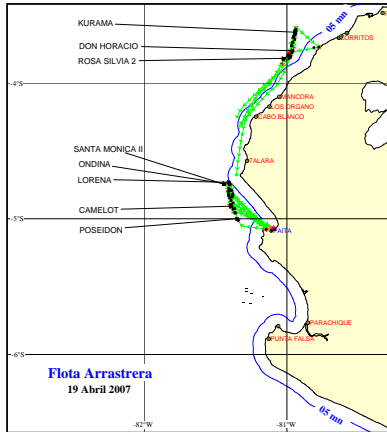 KURAMA
05 mn
ZORRITOS
DON HORACIO
ROSA SILVIA 2
-4°S
MANCORA
LOS ORGANO
CABO BLANCO
SANTA MONICA II
TALARA
ONDINA
LORENA
CAMELOT
-5°S
POSEIDON
PAITA
PARACHIQUE
PUNTA FALSA
-6°S
Flota Arrastrera
19 Abril 2007
05 mn
-82°W
-81°W